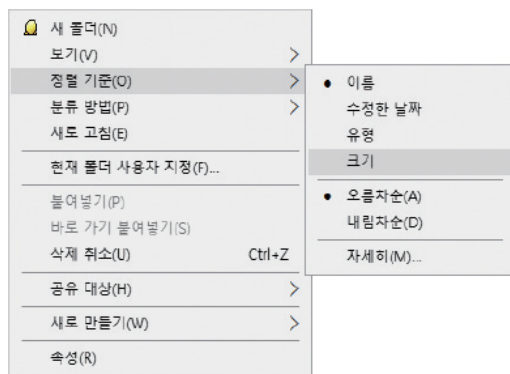 새 폴더(N)
보기(V)
정렬 기준(O)
분류 방법(P)
새로 고침(E)
현재 폴더 사용자 지정(F)...
붙여넣기(P)
바로 가기 붙여넣기(S)
삭제 취소(U) Ctrl+Z
공유 대상(H)
새로 만들기(W)
속성(R)
이름
수정한 날짜
유형
크기
오름차순(A)
내림차순(D)
자세히(M)...